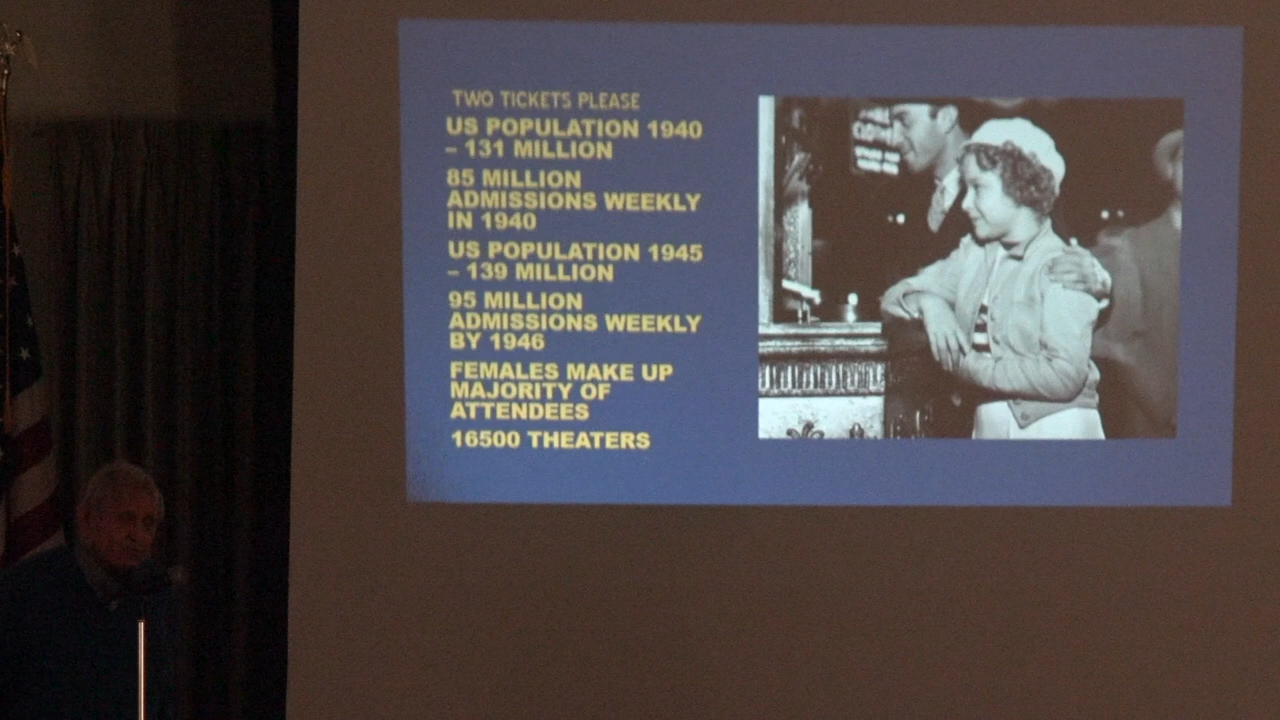 TWO TICKETS PLEASE
US POPULATION 1940
– 131 MILLION
85 MILLION
ADMISSIONS WEEKLY
IN 1940
US POPULATION 1945
– 139 MILLION
95 MILLION
ADMISSIONS WEEKLY
BY 1946
FEMALES MAKE UP
MAJORITY OF
ATTENDEES
16500 THEATERS